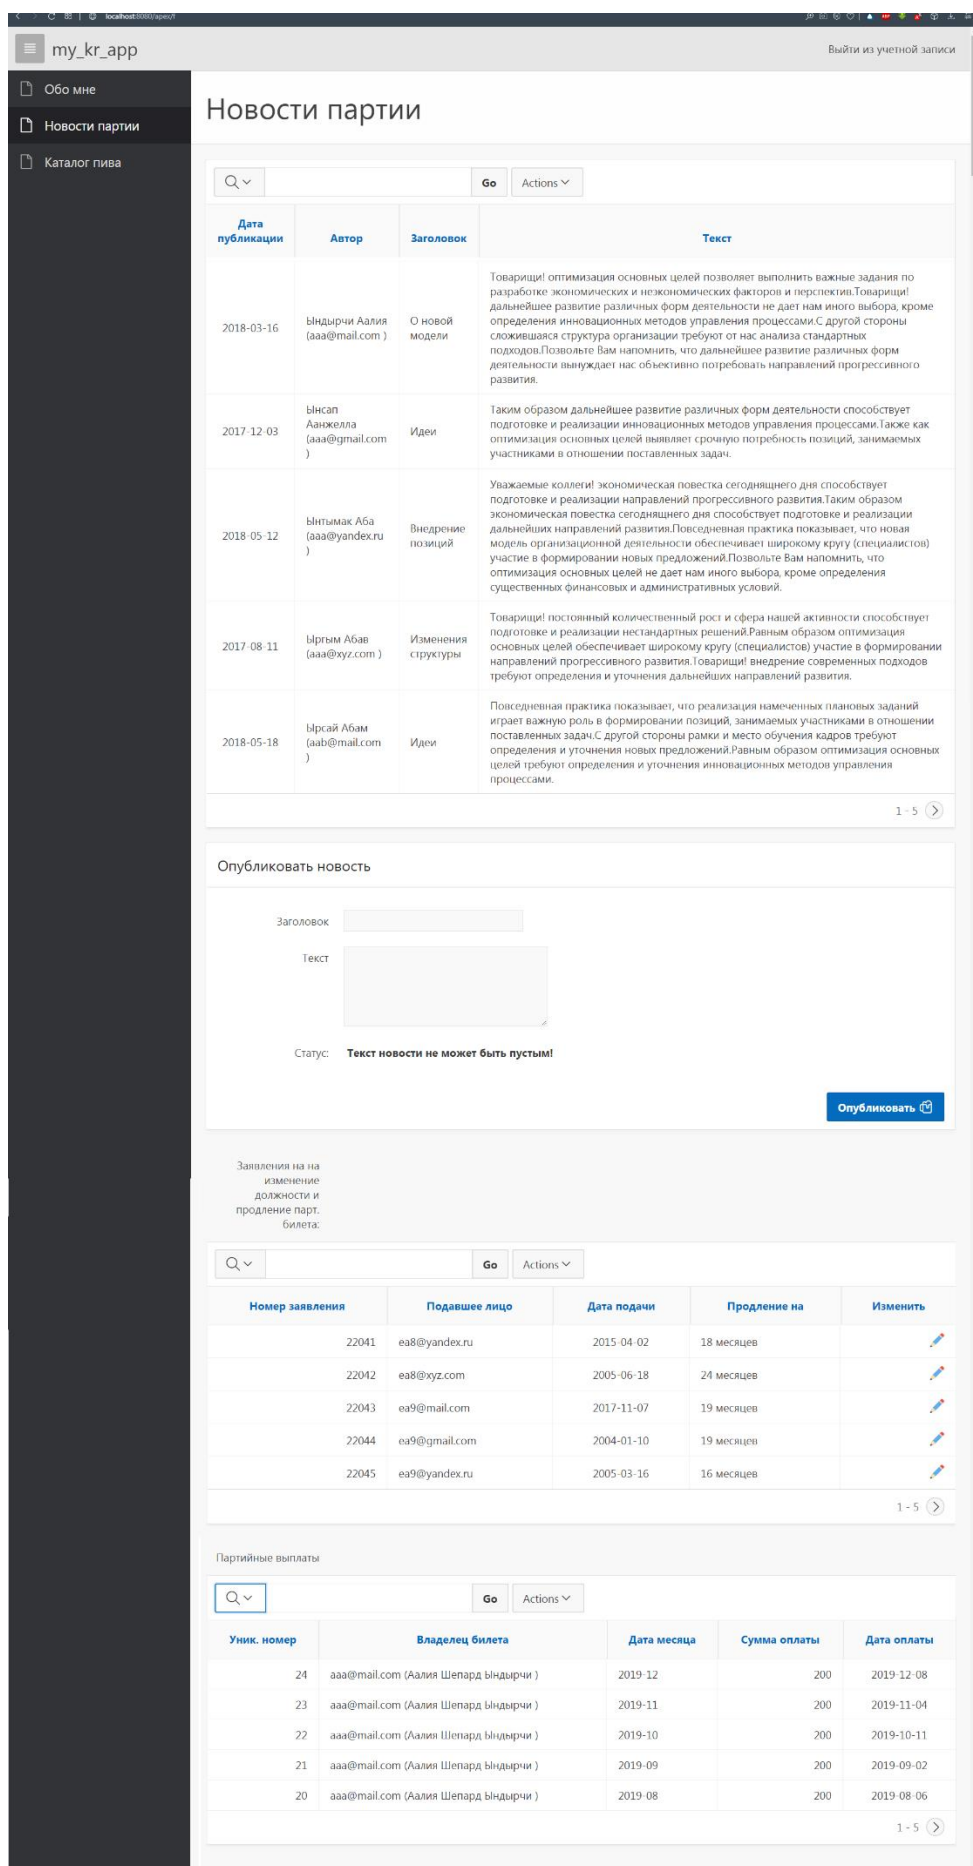 localhost:8080/apex/f
my_kr_app
Выйти из учетной записи
Обо мне
Новости партии
Каталог пива
Новости партии
Go
Actions
Дата публикации
Автор
Заголовок
Текст
2018-03-16
Ындырчи Аалия
(aaa@mail.com )
О новой
модели
Товарищи! оптимизация основных целей позволяет выполнить важные задания по
разработке экономических и неэкономических факторов и перспектив.Товарищи!
дальнейшее развитие различных форм деятельности не дает нам иного выбора, кроме
определения инновационных методов управления процессами.С другой стороны
сложившаяся структура организации требуют от нас анализа стандартных
подходов.Позвольте Вам напомнить, что дальнейшее развитие различных форм
деятельности вынуждает нас объективно потребовать направлений прогрессивного
развития.
2017-12-03
Ынсап
Аанжелла
(aaa@gmail.com
)
Идеи
Таким образом дальнейшее развитие различных форм деятельности способствует
подготовке и реализации инновационных методов управления процессами.Также как
оптимизация основных целей выявляет срочную потребность позиций, занимаемых
участниками в отношении поставленных задач.
2018-05-12
Ынтымак Аба
(aaa@yandex.ru
)
Внедрение
позиций
Уважаемые коллеги! экономическая повестка сегодняшнего дня способствует
подготовке и реализации направлений прогрессивного развития.Таким образом
экономическая повестка сегодняшнего дня способствует подготовке и реализации
дальнейших направлений развития.Повседневная практика показывает, что новая
модель организационной деятельности обеспечивает широкому кругу (специалистов)
участие в формировании новых предложений.Позвольте Вам напомнить, что
оптимизация основных целей не дает нам иного выбора, кроме определения
существенных финансовых и административных условий.
2017-08-11
Ыргым Абав
(aaa@xyz.com )
Изменения
структуры
Товарищи! постоянный количественный рост и сфера нашей активности способствует
подготовке и реализации нестандартных решений.Равным образом оптимизация
основных целей обеспечивает широкому кругу (специалистов) участие в формировании
направлений прогрессивного развития.Товарищи! внедрение современных подходов
требуют определения и уточнения дальнейших направлений развития.
2018-05-18
Ырсай Абам
(aab@mail.com
)
Идеи
Повседневная практика показывает, что реализация намеченных плановых заданий
играет важную роль в формировании позиций, занимаемых участниками в отношении
поставленных задач.С другой стороны рамки и место обучения кадров требуют
определения и уточнения новых предложений.Равным образом оптимизация основных
целей требуют определения и уточнения инновационных методов управления
процессами.
1 - 5
Опубликовать новость
Заголовок
Текст
Статус: Текст новости не может быть пустым!
Опубликовать
Заявления на на
изменение
должности и
продление парт.
билета:
Go
Actions
Номер заявления Подавшее лицо Дата подачи Продление на Изменить
22041 ea8@yandex.ru 2015-04-02 18 месяцев
22042 ea8@xyz.com 2005-06-18 24 месяцев
22043 ea9@mail.com 2017-11-07 19 месяцев
22044 ea9@gmail.com 2004-01-10 19 месяцев
22045 ea9@yandex.ru 2005-03-16 16 месяцев
1 - 5
Партийные выплаты
Go
Actions
Уник. номер Владелец билета Дата месяца Сумма оплаты Дата оплаты
24 aaa@mail.com (Аалия Шепард Ындырчи ) 2019-12 200 2019-12-08
23 aaa@mail.com (Аалия Шепард Ындырчи ) 2019-11 200 2019-11-04
22 aaa@mail.com (Аалия Шепард Ындырчи ) 2019-10 200 2019-10-11
21 aaa@mail.com (Аалия Шепард Ындырчи ) 2019-09 200 2019-09-02
20 aaa@mail.com (Аалия Шепард Ындырчи ) 2019-08 200 2019-08-06
1 - 5